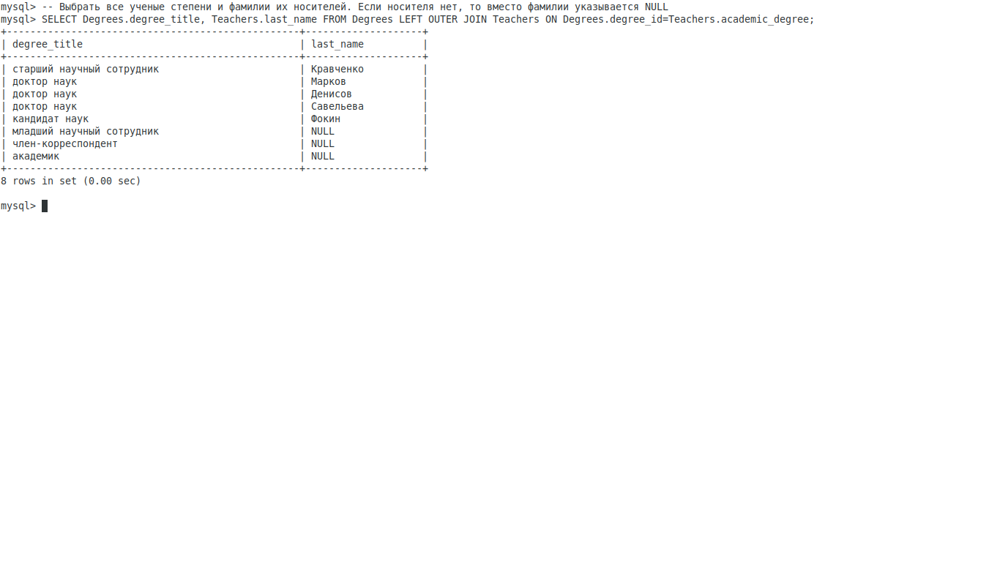 mysql> -- Выбрать все ученые степени и фамилии их носителей. Если носителя нет, то вместо фамилии указывается NULL
mysql> SELECT Degrees.degree_title, Teachers.last_name FROM Degrees LEFT OUTER JOIN Teachers ON Degrees.degree_id=Teachers.academic_degree;
+--------------------------------------------------+--------------------+
| degree_title                                     | last_name          |
+--------------------------------------------------+--------------------+
| старший научный сотрудник                        | Кравченко          |
| доктор наук                                      | Марков             |
| доктор наук                                      | Денисов            |
| доктор наук                                      | Савельева          |
| кандидат наук                                    | Фокин              |
| младший научный сотрудник                        | NULL               |
| член-корреспондент                               | NULL               |
| академик                                         | NULL               |
+--------------------------------------------------+--------------------+
8 rows in set (0.00 sec)
mysql>